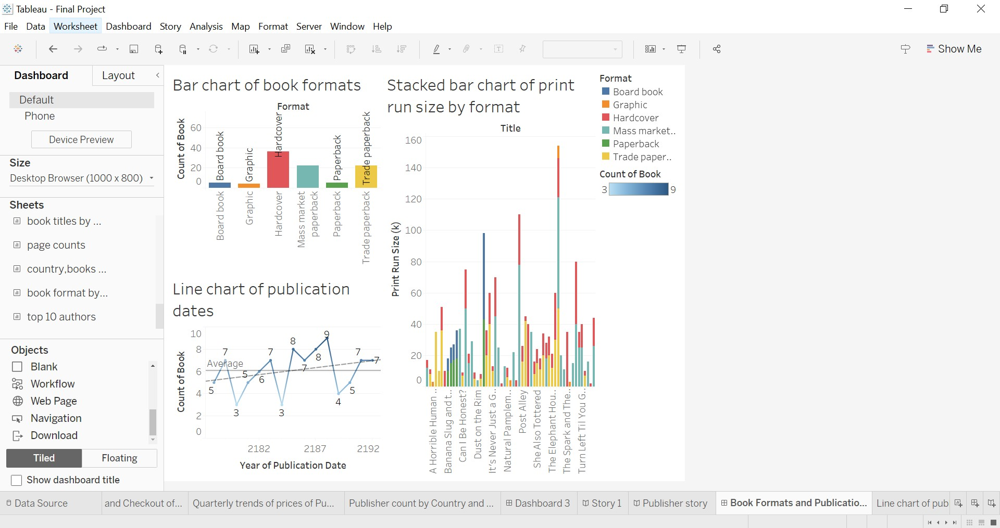 Tableau - Final Project
File Data Worksheet Dashboard Story Analysis Map Format Server Window Help
Show Me
Dashboard Layout
Default
Phone
Device Preview
Size
Desktop Browser (1000 x 800)
Sheets
book titles by ...
page counts
country,books ...
book format by...
top 10 authors
Objects
Blank
Workflow
Web Page
Navigation
Download
Tiled Floating
Show dashboard title
Bar chart of book formats
Format
Count of Book
60
40
20
0
Board book
Graphic
Hardcover
Paperback
Trade paperback
Board book
Graphic
Hardcover
Mass market
paperback
Paperback
Trade paperback
Line chart of publication
dates
Count of Book
10
8
6
4
2
0
Average
5
7
3
5
6
7
3
8
7
8
9
4
5
7
7
2182 2187 2192
Year of Publication Date
Stacked bar chart of print
run size by format
Title
Print Run Size (k)
160
140
120
100
80
60
40
20
0
A Horrible Human ..
Banana Slug and t..
Can I Be Honest?
Dust on the Rim
It's Never Just a G..
Natural Pamplem..
Post Alley
She Also Tottered
The Elephant Hou..
The Spark and The..
Turn Left Til You G..
Format
Board book
Graphic
Hardcover
Mass market..
Paperback
Trade paper..
Count of Book
3 9
Data Source and Checkout of... Quarterly trends of prices of Pu... Publisher count by Country and ... Dashboard 3 Story 1 Publisher story Book Formats and Publicatio... Line chart of pub